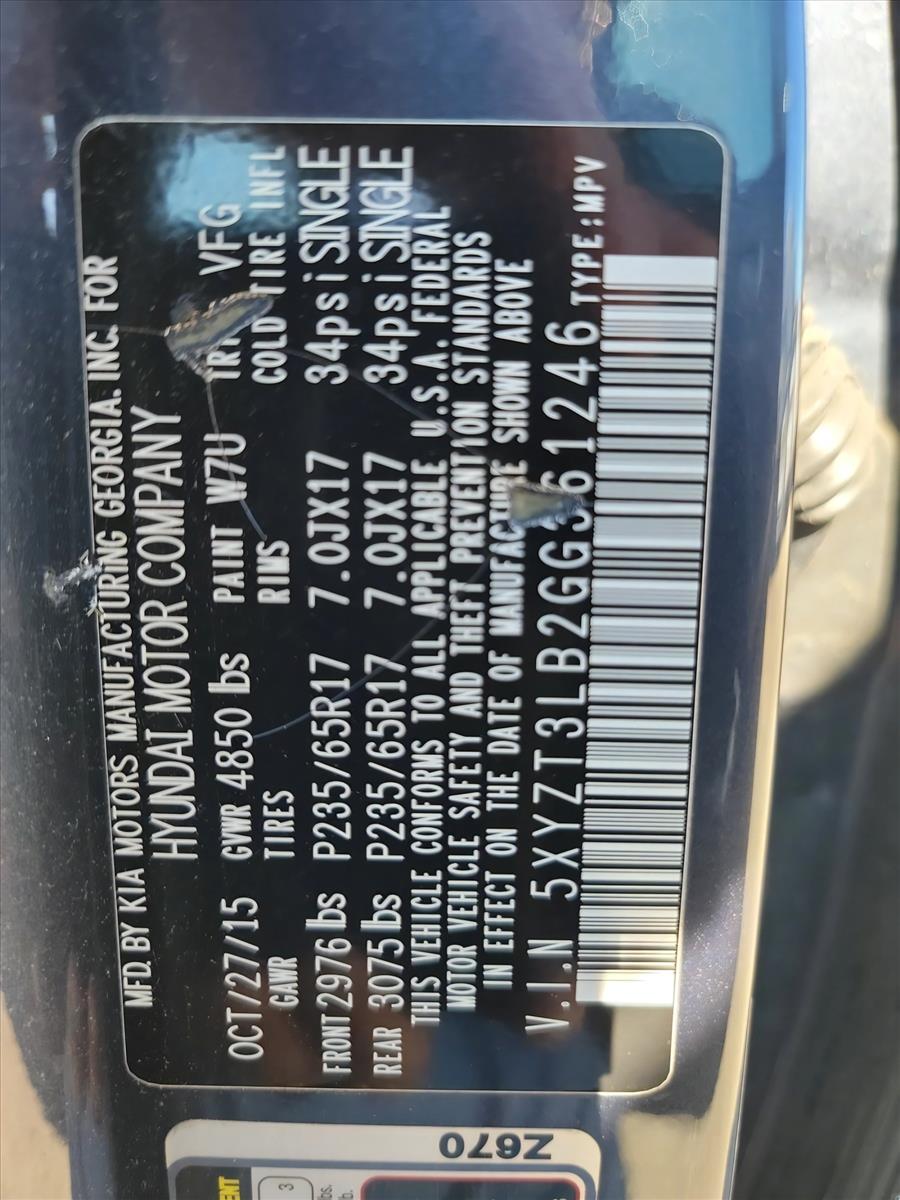 MFD. BY KIA MOTORS MANUFACTURING GEORGIA. INC. FOR
HYUNDAI MOTOR COMPANY
OCT/27/15 GVWR 4850 lbs PAINT W7U VFG
GAWR TIRES RIMS COLD TIRE INFL
FRONT 2976 lbs P235/65R17 7.0JX17 34psi SINGLE
REAR 3075 lbs P235/65R17 7.0JX17 34psi SINGLE
THIS VEHICLE CONFORMS TO ALL APPLICABLE U.S.A. FEDERAL
MOTOR VEHICLE SAFETY AND THEFT PREVENTION STANDARDS
IN EFFECT ON THE DATE OF MANUFACTURE SHOWN ABOVE
V.I.N 5XYZT3LB2GG361246 TYPE:MPV
Z670
3